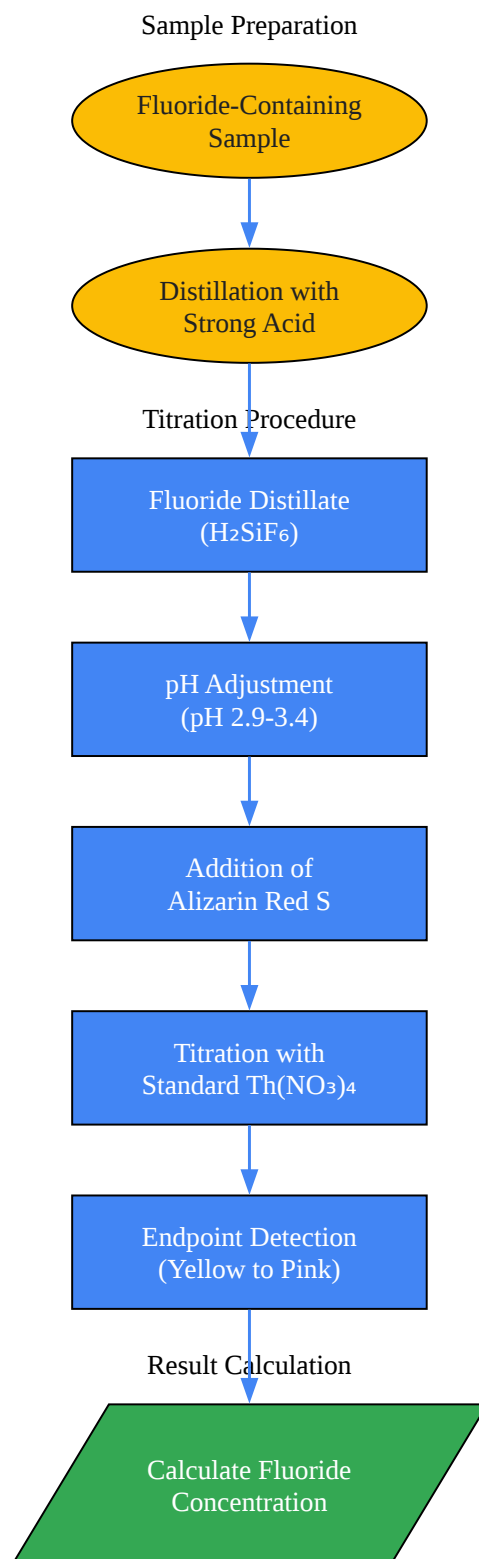 Sample Preparation
Fluoride-Containing
Sample
Distillation with
Strong Acid
Titration Procedure
Fluoride Distillate
(H₂SiF₆)
pH Adjustment
(pH 2.9-3.4)
Addition of
Alizarin Red S
Titration with
Standard Th(NO₃)₄
Endpoint Detection
(Yellow to Pink)
Result Calculation
Calculate Fluoride
Concentration